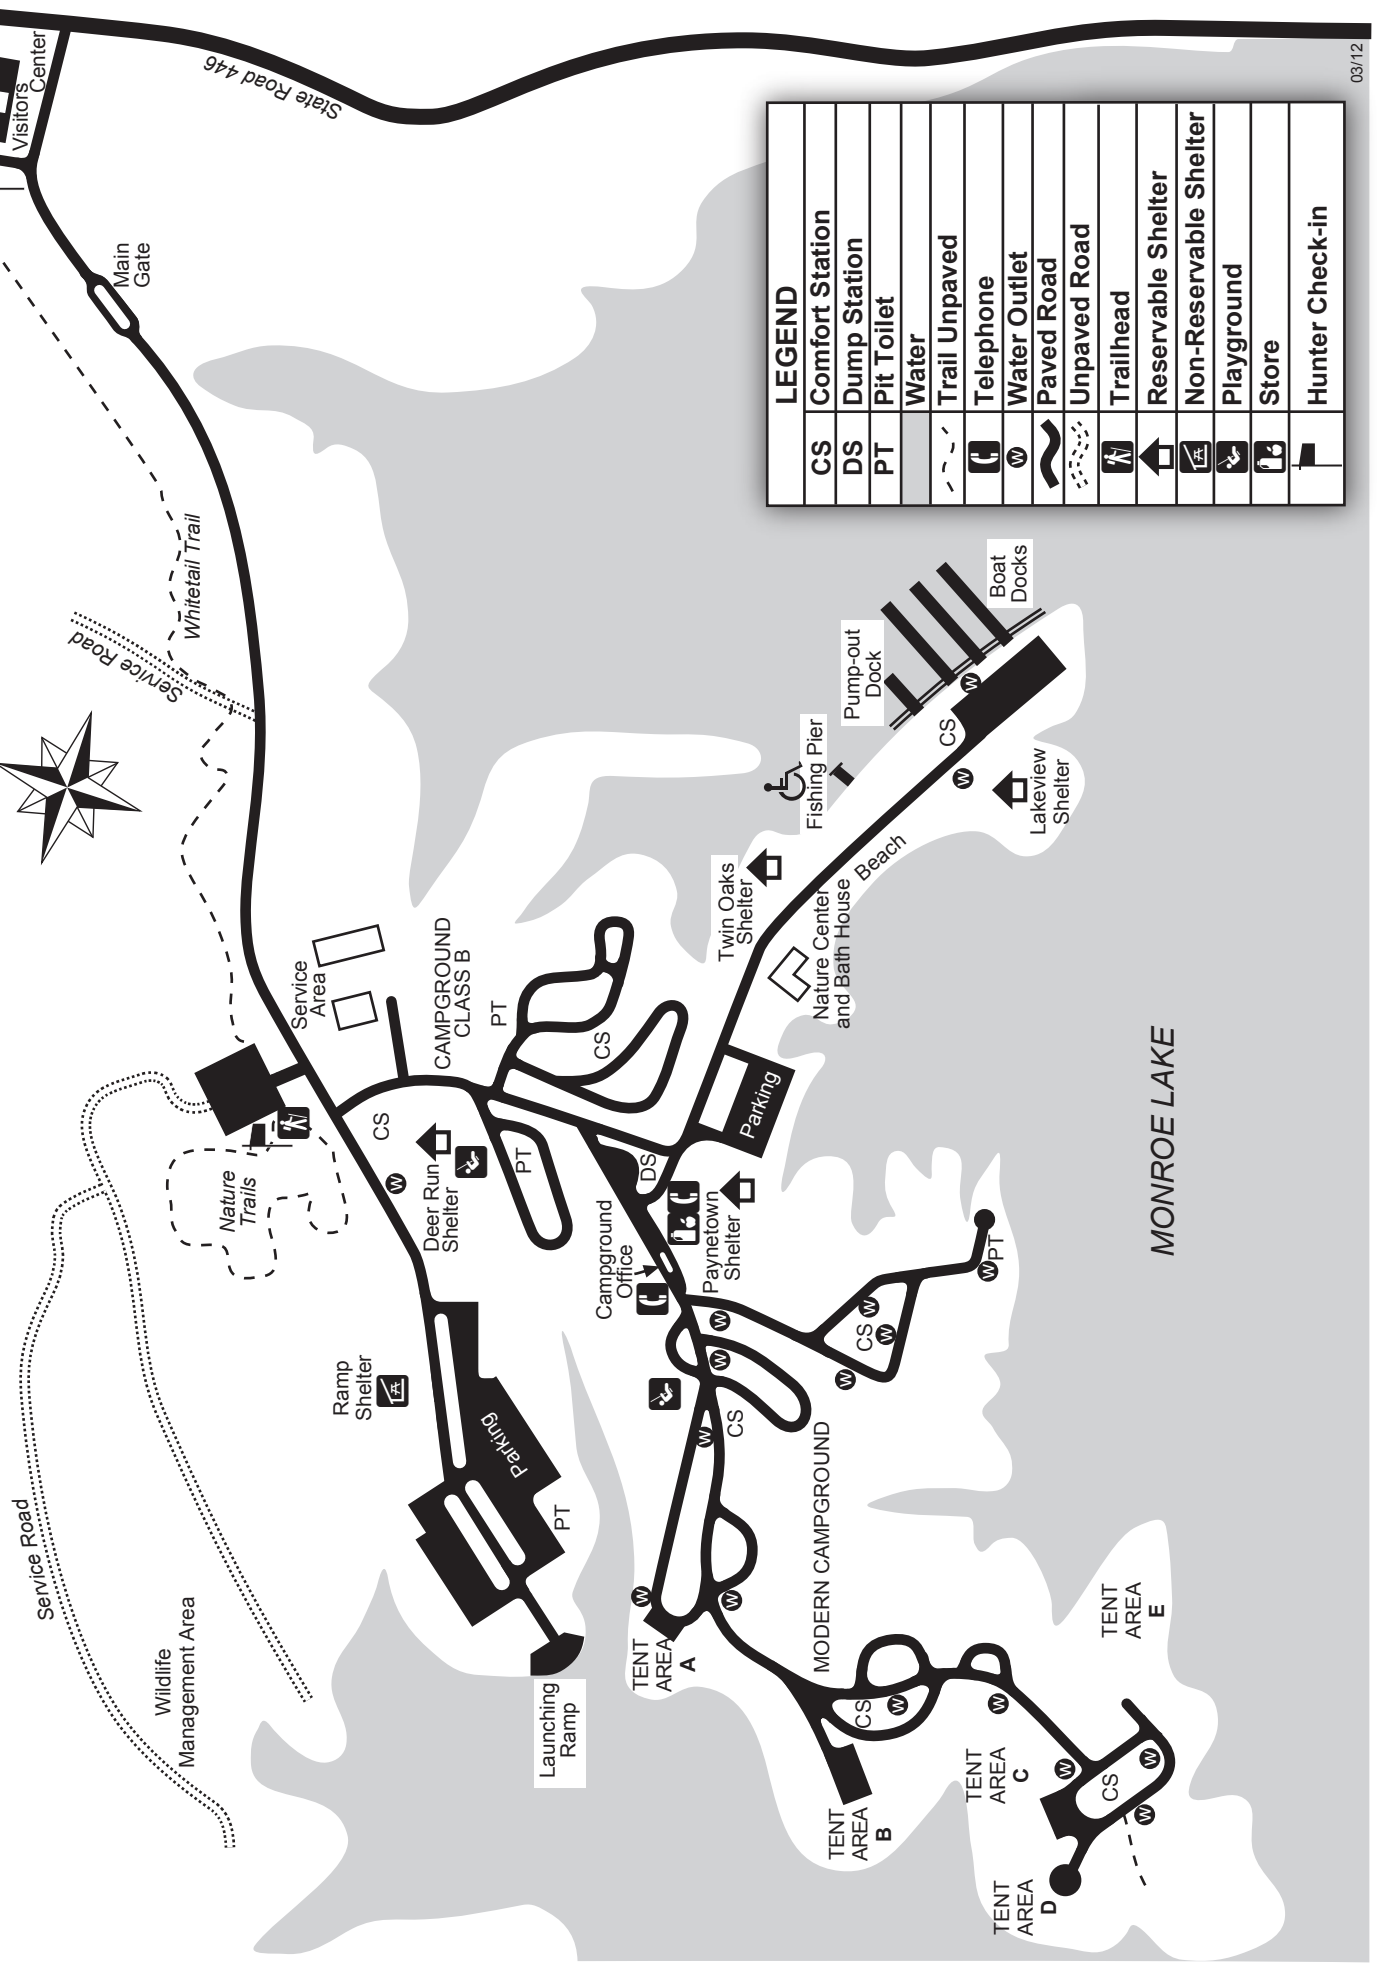 Visitors
Center
State Road 446
Main
Gate
Whitetail Trail
Service Road
Service
Area
Nature
Trails
Service Road
Wildlife
Management Area
CAMPGROUND
CLASS B
PT
CS
CS
W
Deer Run
Shelter
PT
DS
Ramp
Shelter
Parking
PT
Launching
Ramp
Campground
Office
Paynetown
Shelter
Parking
Twin Oaks
Shelter
Nature Center
and Bath House
Beach
Fishing Pier
Pump-out
Dock
Boat
Docks
CS
W
W
Lakeview
Shelter
W
W
CS
W
W
CS
W
W
W
PT
W
W
MODERN CAMPGROUND
TENT
AREA
A
TENT
AREA
B
CS
W
W
TENT
AREA
C
W
CS
W
W
TENT
AREA
D
TENT
AREA
E
MONROE LAKE
LEGEND
CS Comfort Station
DS Dump Station
PT Pit Toilet
Water
Trail Unpaved
Telephone
W Water Outlet
Paved Road
Unpaved Road
Trailhead
Reservable Shelter
Non-Reservable Shelter
Playground
Store
Hunter Check-in
03/12